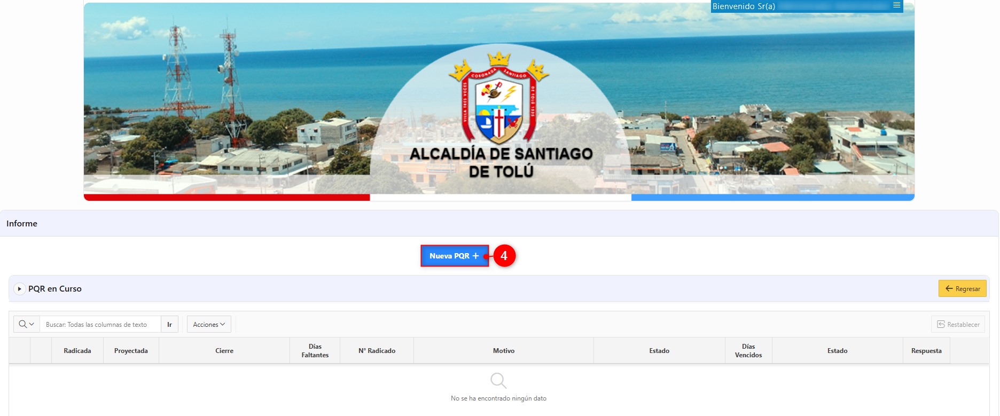 Bienvenido Sr(a)
CORONADA SANTIAGO
VILLA TRES VECES
DE TOLÚ 1535
ALCALDÍA DE SANTIAGO
DE TOLÚ
Informe
Nueva PQR +
4
PQR en Curso
Regresar
Buscar: Todas las columnas de texto
Ir
Acciones
Restablecer
Radicada
Proyectada
Cierre
Días
Faltantes
N° Radicado
Motivo
Estado
Días
Vencidos
Estado
Respuesta
No se ha encontrado ningún dato